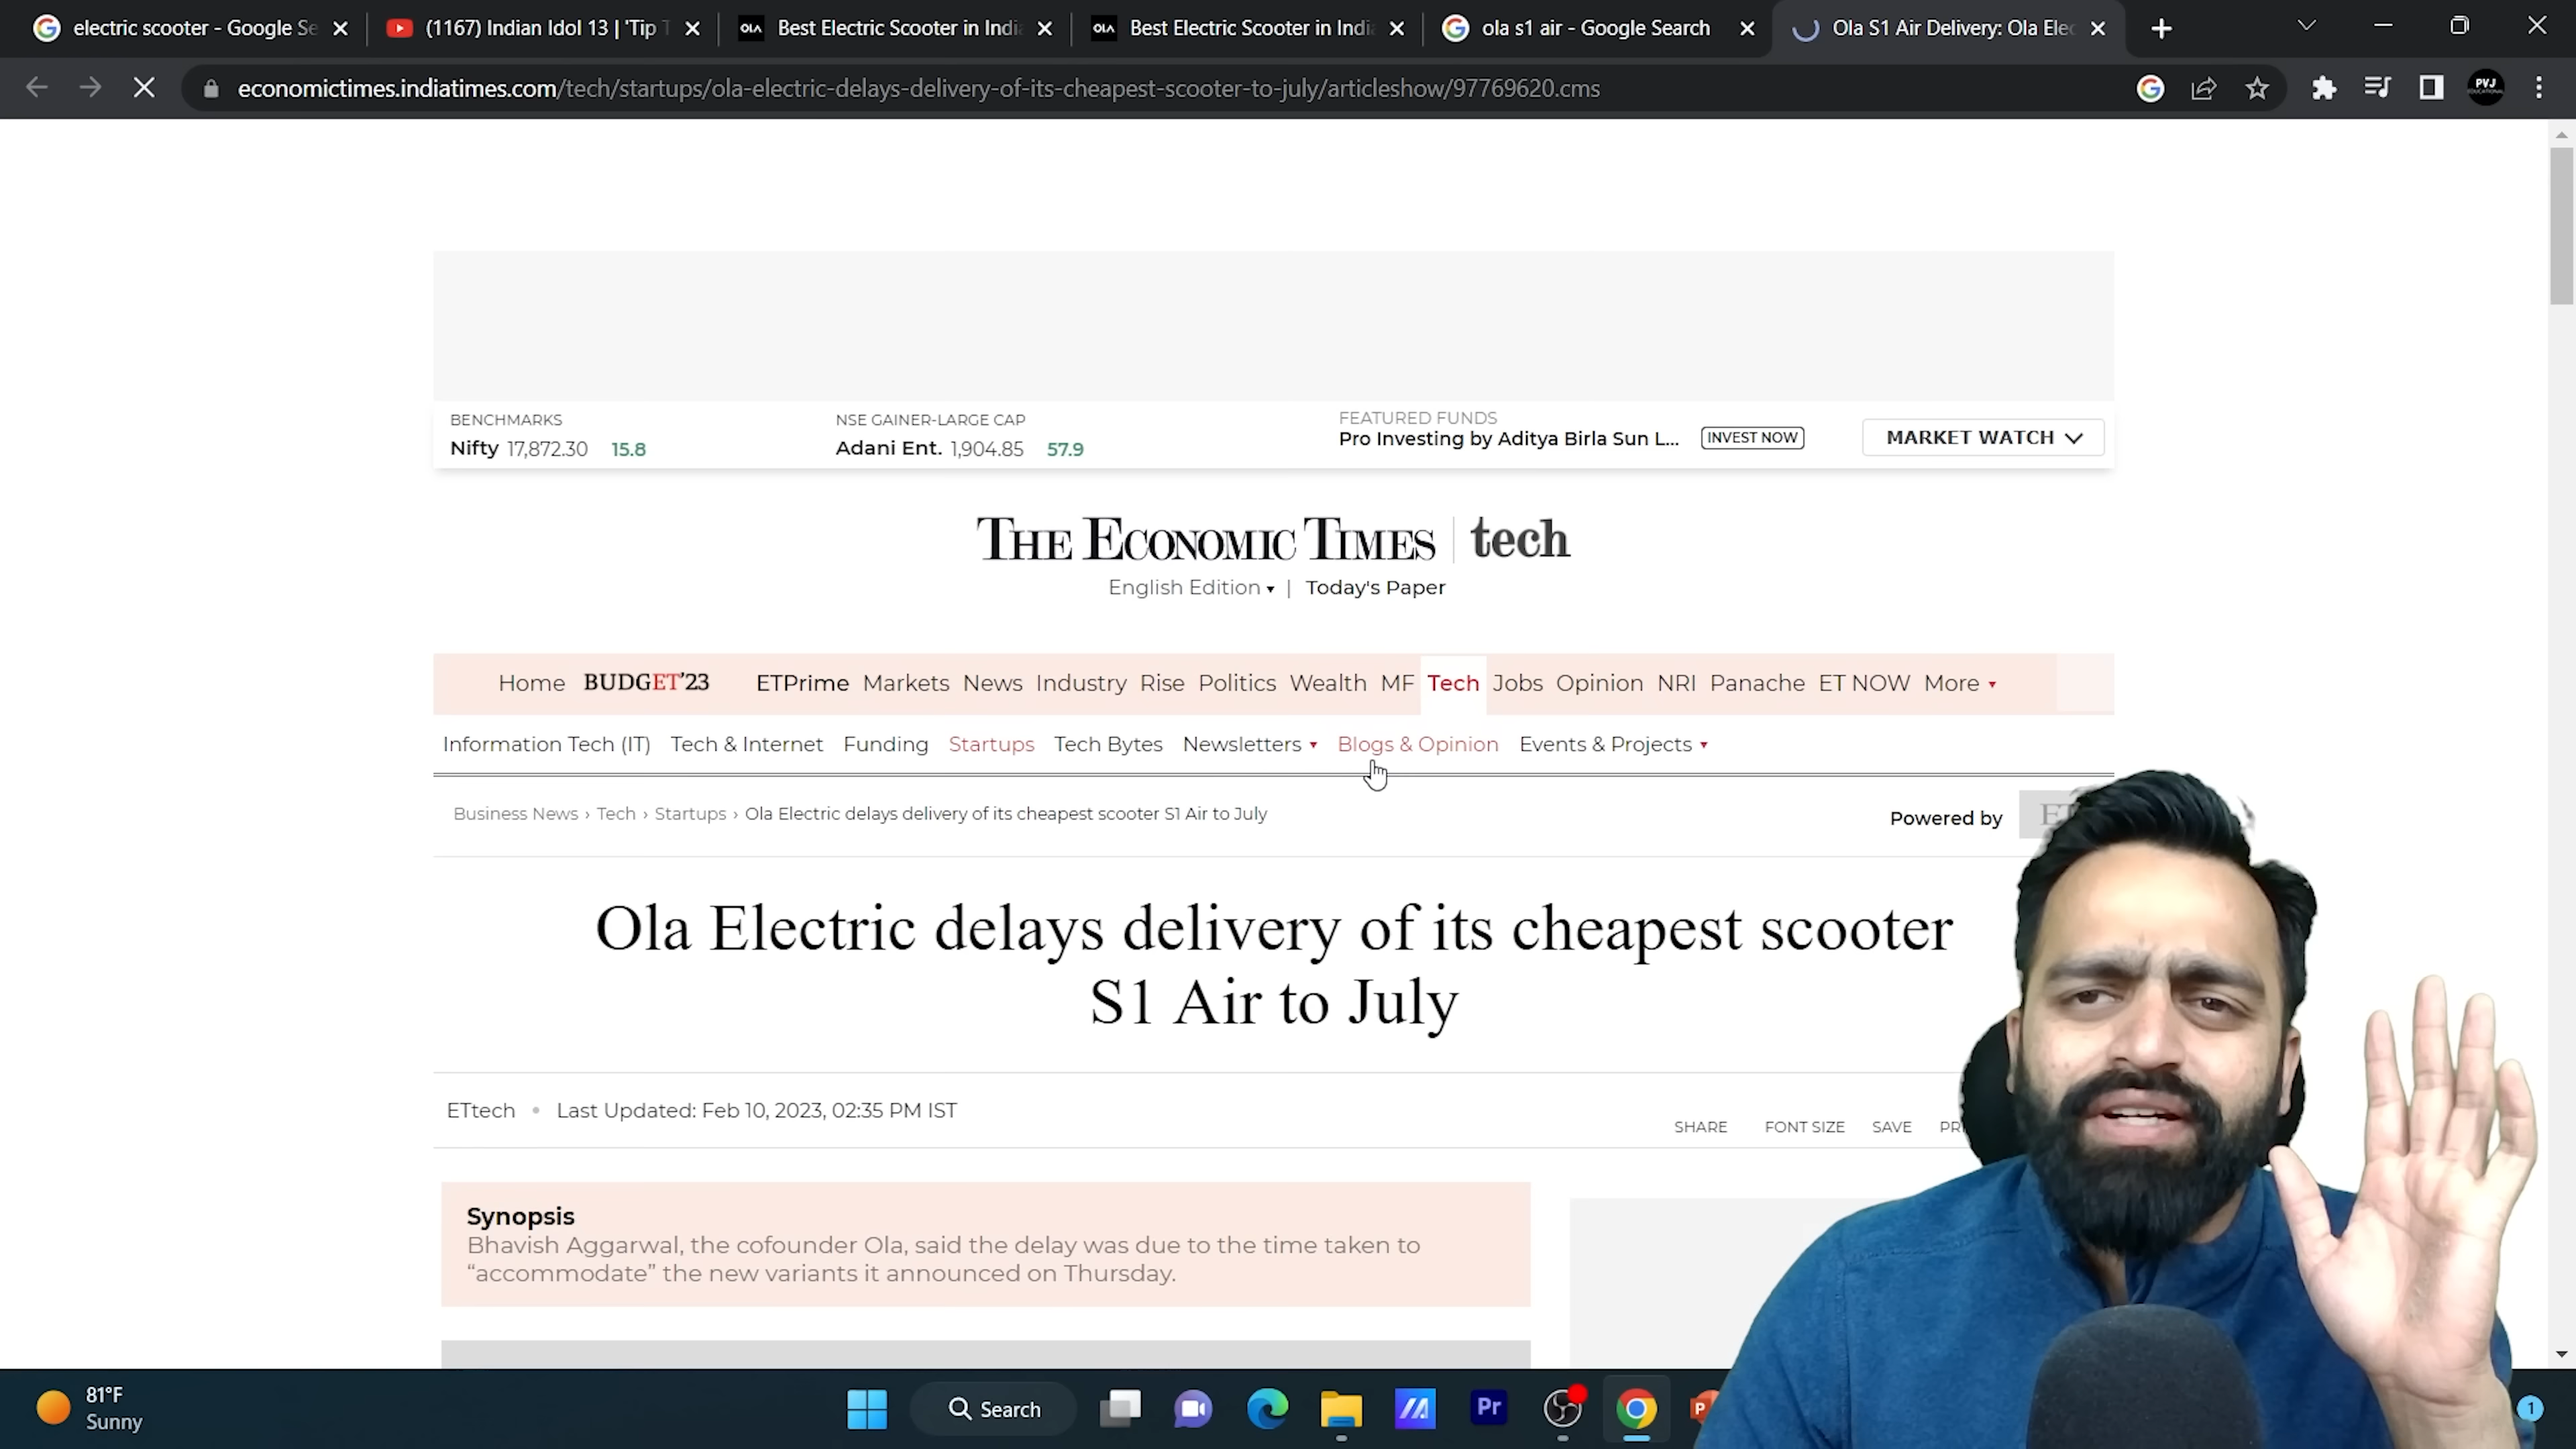 electric scooter - Google Se
(1167) Indian Idol 13 | 'Tip T
OLA Best Electric Scooter in India
OLA Best Electric Scooter in India
ola s1 air - Google Search
Ola S1 Air Delivery: Ola Elec
economictimes.indiatimes.com/tech/startups/ola-electric-delays-delivery-of-its-cheapest-scooter-to-july/articleshow/97769620.cms
PVJ
BENCHMARKS
Nifty 17,872.30 15.8
NSE GAINER-LARGE CAP
Adani Ent. 1,904.85 57.9
FEATURED FUNDS
Pro Investing by Aditya Birla Sun L... INVEST NOW
MARKET WATCH
THE ECONOMIC TIMES | tech
English Edition | Today's Paper
Home BUDGET'23 ETPrime Markets News Industry Rise Politics Wealth MF Tech Jobs Opinion NRI Panache ET NOW More
Information Tech (IT) Tech & Internet Funding Startups Tech Bytes Newsletters Blogs & Opinion Events & Projects
Business News › Tech › Startups › Ola Electric delays delivery of its cheapest scooter S1 Air to July
Powered by
Ola Electric delays delivery of its cheapest scooter
S1 Air to July
ETtech • Last Updated: Feb 10, 2023, 02:35 PM IST
SHARE FONT SIZE SAVE
Synopsis
Bhavish Aggarwal, the cofounder Ola, said the delay was due to the time taken to
“accommodate” the new variants it announced on Thursday.
81°F
Sunny
Search
Pr
P
1